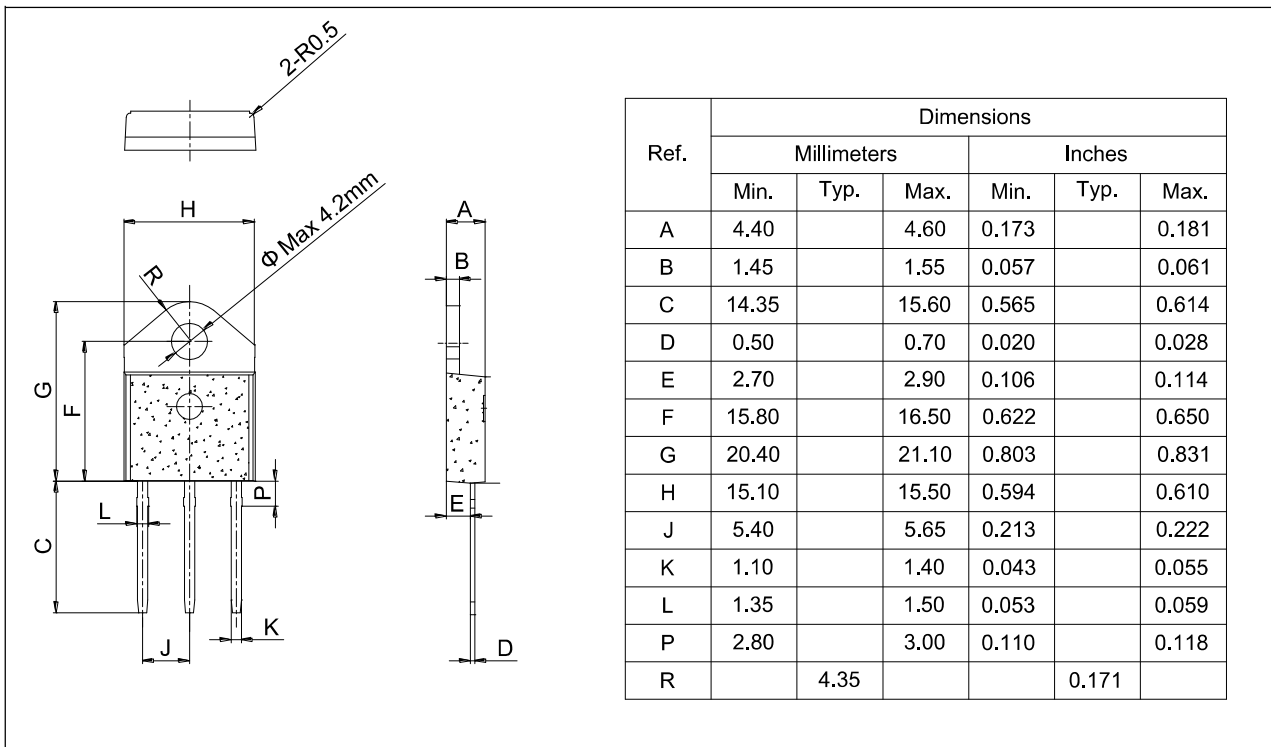 2-R0.5
H
Φ Max 4.2mm
R
G
F
P
L
C
K
J
A
B
E
D
Dimensions
Ref. Millimeters Inches
Min. Typ. Max. Min. Typ. Max.
A 4.40 4.60 0.173 0.181
B 1.45 1.55 0.057 0.061
C 14.35 15.60 0.565 0.614
D 0.50 0.70 0.020 0.028
E 2.70 2.90 0.106 0.114
F 15.80 16.50 0.622 0.650
G 20.40 21.10 0.803 0.831
H 15.10 15.50 0.594 0.610
J 5.40 5.65 0.213 0.222
K 1.10 1.40 0.043 0.055
L 1.35 1.50 0.053 0.059
P 2.80 3.00 0.110 0.118
R 4.35 0.171